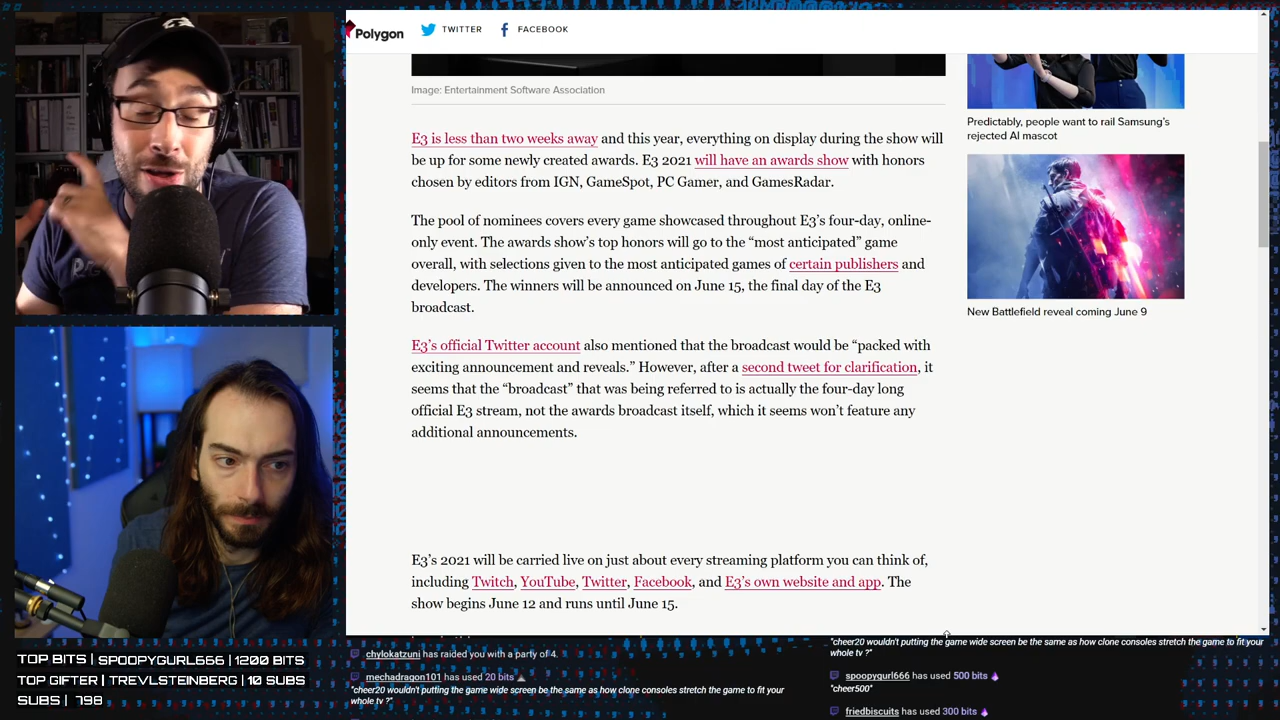 Polygon
TWITTER
FACEBOOK
Image: Entertainment Software Association
E3 is less than two weeks away and this year, everything on display during the show will
be up for some newly created awards. E3 2021 will have an awards show with honors
chosen by editors from IGN, GameSpot, PC Gamer, and GamesRadar.
The pool of nominees covers every game showcased throughout E3’s four-day, online-
only event. The awards show’s top honors will go to the “most anticipated” game
overall, with selections given to the most anticipated games of certain publishers and
developers. The winners will be announced on June 15, the final day of the E3
broadcast.
E3’s official Twitter account also mentioned that the broadcast would be “packed with
exciting announcement and reveals.” However, after a second tweet for clarification, it
seems that the “broadcast” that was being referred to is actually the four-day long
official E3 stream, not the awards broadcast itself, which it seems won’t feature any
additional announcements.
E3’s 2021 will be carried live on just about every streaming platform you can think of,
including Twitch, YouTube, Twitter, Facebook, and E3’s own website and app. The
show begins June 12 and runs until June 15.
Predictably, people want to rail Samsung’s
rejected AI mascot
New Battlefield reveal coming June 9
TOP BITS | SPOOPYGURL666 | 1200 BITS
TOP GIFTER | TREVLSTEINBERG | 10 SUBS
SUBS | 798
chylokatzuni has raided you with a party of 4.
mechadragon101 has used 20 bits
"cheer20 wouldn't putting the game wide screen be the same as how clone consoles stretch the game to fit your
whole tv ?"
"cheer20 wouldn't putting the game wide screen be the same as how clone consoles stretch the game to fit your
whole tv ?"
spoopygurl666 has used 500 bits
"cheer500"
friedbiscuits has used 300 bits